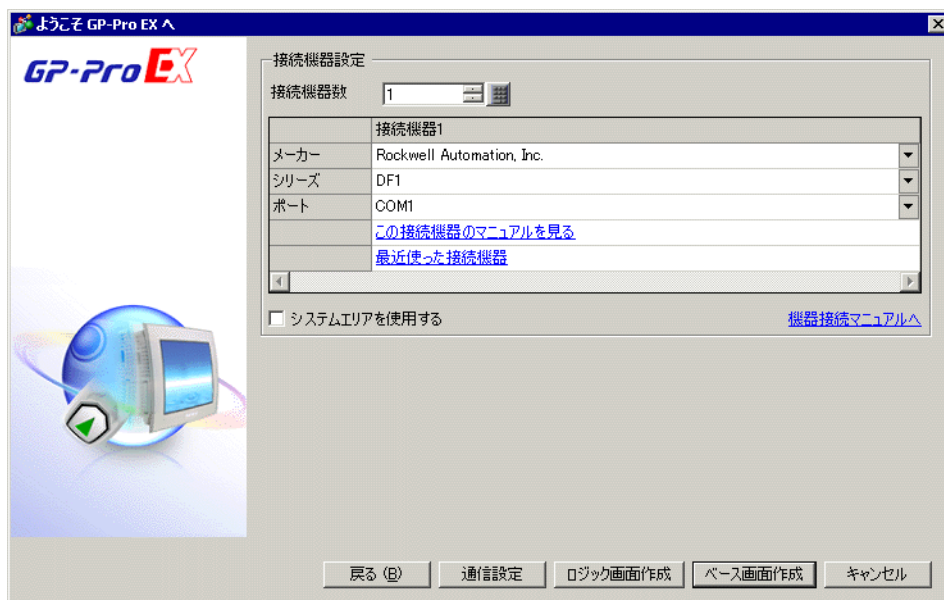 ようこそ GP-Pro EX へ
GP-Pro EX
接続機器設定
接続機器数 1
接続機器1
メーカー Rockwell Automation, Inc.
シリーズ DF1
ポート COM1
この接続機器のマニュアルを見る
最近使った接続機器
システムエリアを使用する 機器接続マニュアルへ
戻る (B) 通信設定 ロジック画面作成 ベース画面作成 キャンセル